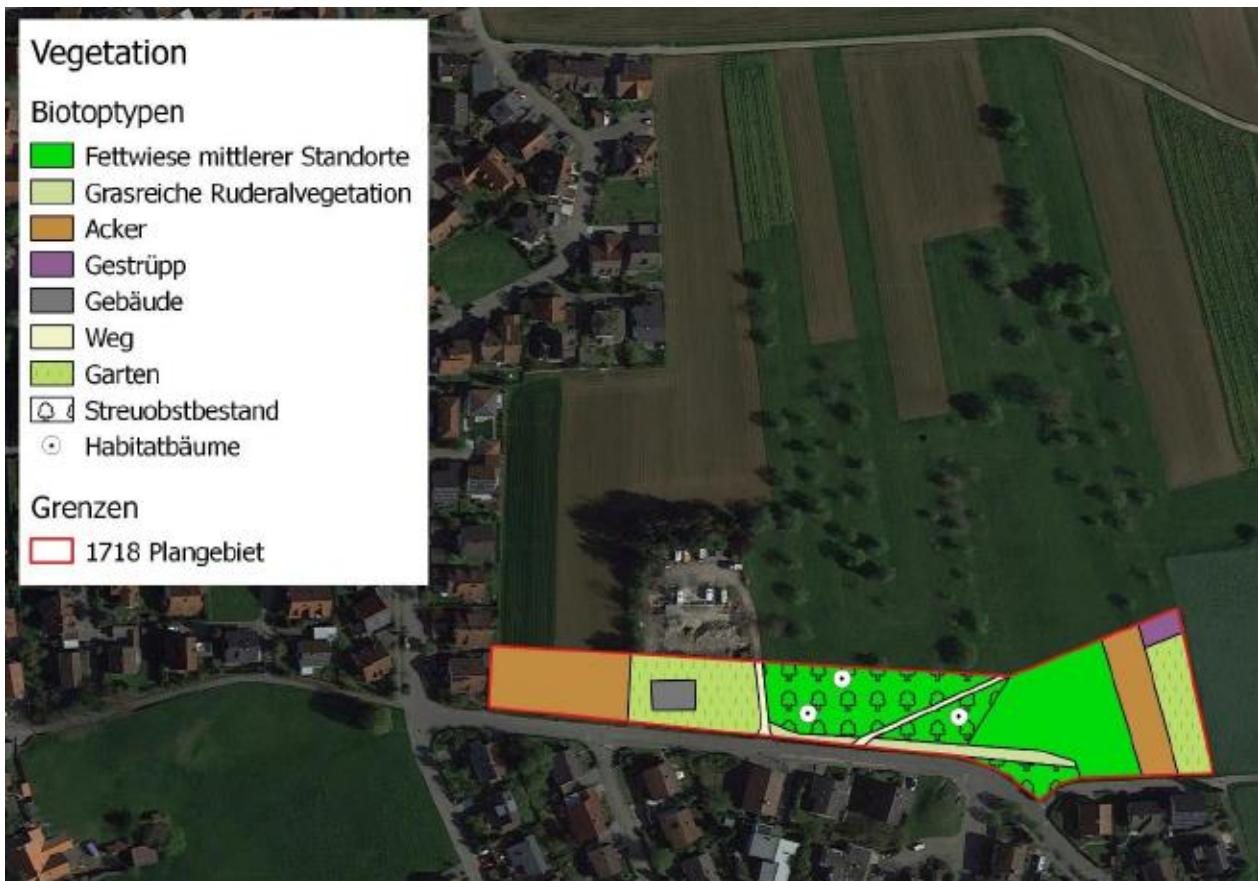 Vegetation
Biotoptypen
Fettwiese mittlerer Standorte
Grasreiche Ruderalvegetation
Acker
Gestrüpp
Gebäude
Weg
Garten
Streuobstbestand
Habitatbäume
Grenzen
1718 Plangebiet